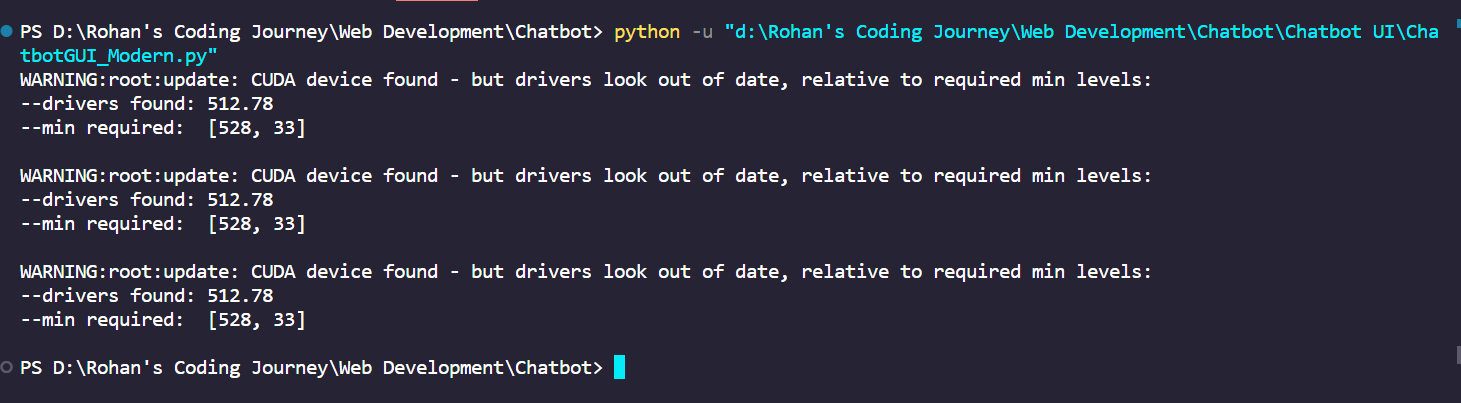 PS D:\Rohan's Coding Journey\Web Development\Chatbot> python -u "d:\Rohan's Coding Journey\Web Development\Chatbot\Chatbot UI\Cha
tbotGUI_Modern.py"
WARNING:root:update: CUDA device found - but drivers look out of date, relative to required min levels:
--drivers found: 512.78
--min required:  [528, 33]
WARNING:root:update: CUDA device found - but drivers look out of date, relative to required min levels:
--drivers found: 512.78
--min required:  [528, 33]
WARNING:root:update: CUDA device found - but drivers look out of date, relative to required min levels:
--drivers found: 512.78
--min required:  [528, 33]
PS D:\Rohan's Coding Journey\Web Development\Chatbot>